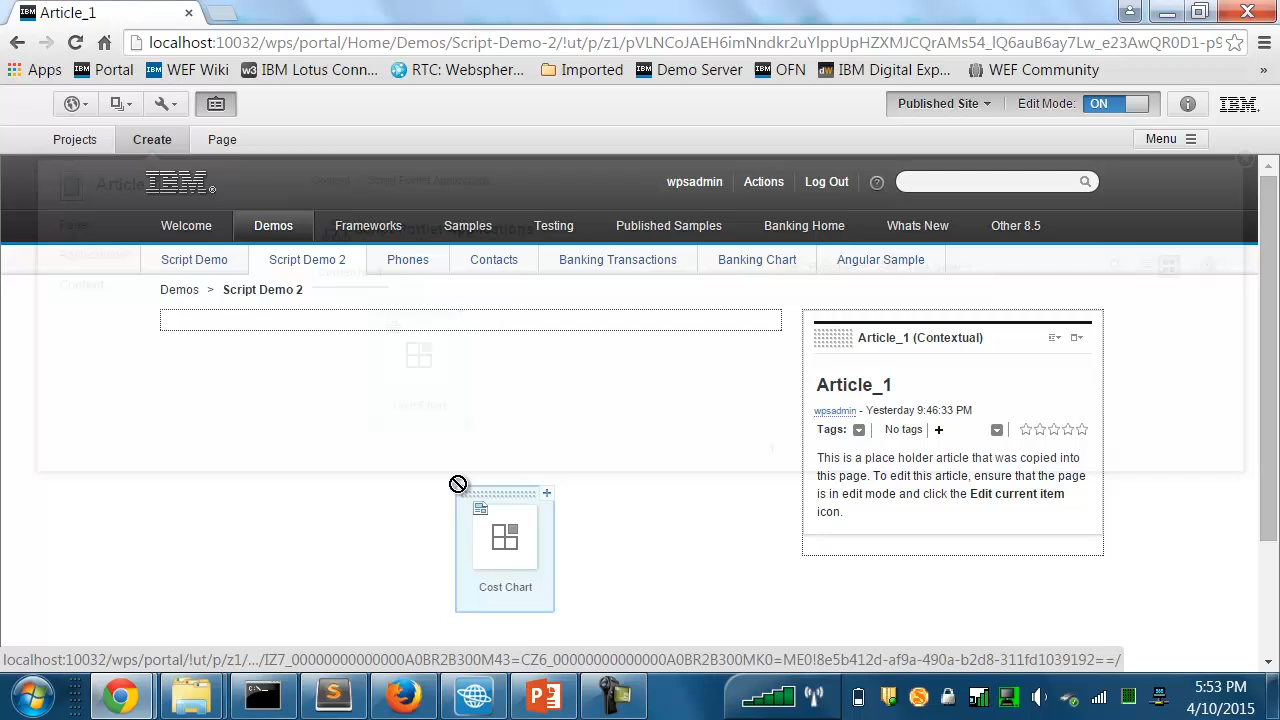 Article_1
localhost:10032/wps/portal/Home/Demos/Script-Demo-2/!ut/p/z1/
Apps
Portal
WEF Wiki
IBM Lotus Conn...
RTC: Webspher...
Imported
Demo Server
OFN
IBM Digital Exp...
WEF Community
»
Published Site
Edit Mode:
ON
IBM
Projects
Create
Page
Menu
Article
IBM
wpsadmin
Actions
Log Out
Welcome
Demos
Frameworks
Samples
Testing
Published Samples
Banking Home
Whats New
Other 8.5
Script Demo
Script Demo 2
Phones
Contacts
Banking Transactions
Banking Chart
Angular Sample
Demos > Script Demo 2
Article_1 (Contextual)
Article_1
wpsadmin - Yesterday 9:46:33 PM
Tags:
No tags
This is a place holder article that was copied into
this page. To edit this article, ensure that the page
is in edit mode and click the Edit current item
icon.
Cost Chart
localhost:10032/wps/portal/!ut/p/z1/.../IZ7_00000000000000A0BR2B300M43=CZ6_00000000000000A0BR2B300MK0=ME0!8e5b412d-af9a-490a-b2d8-311fd1039192==/
5:53 PM
4/10/2015